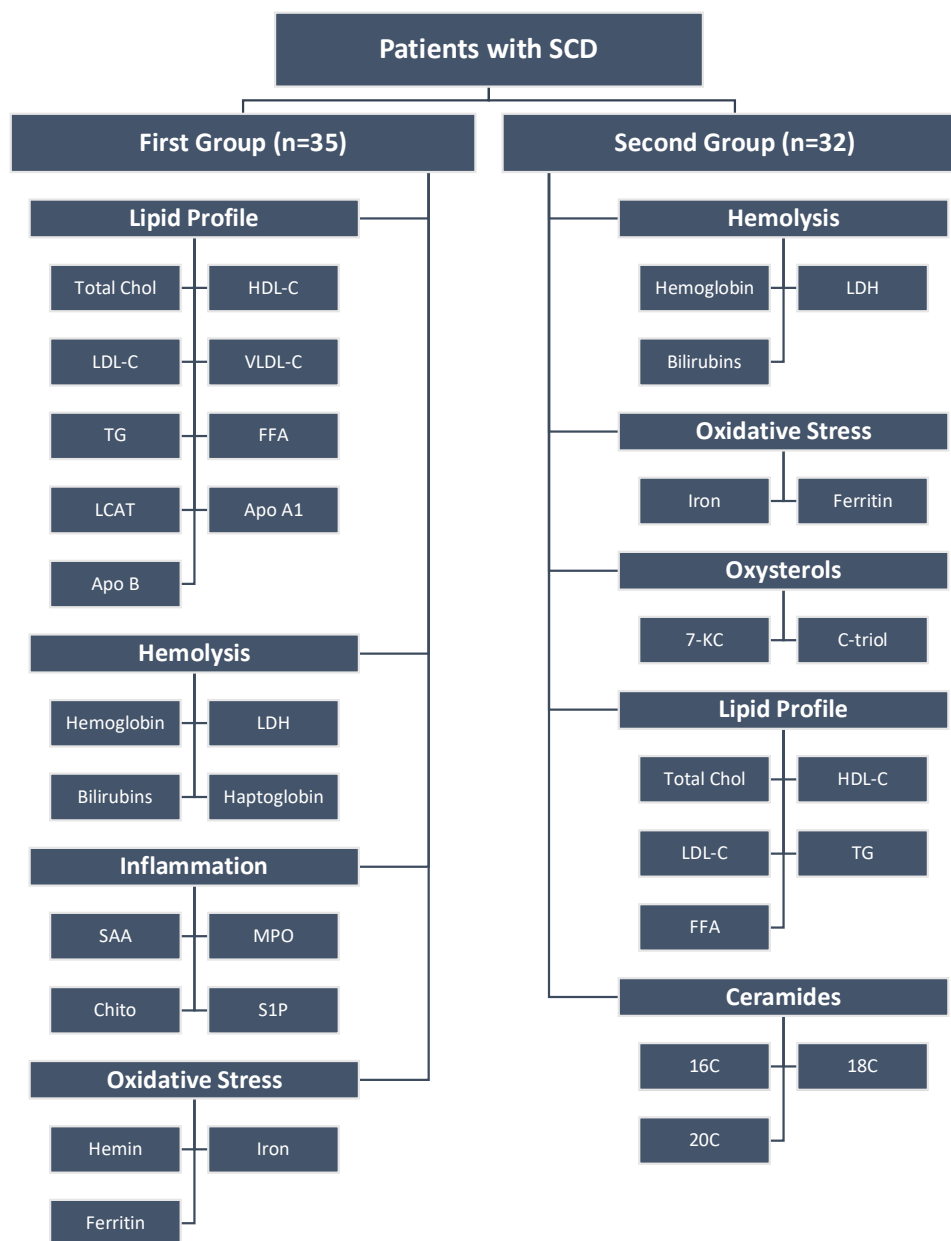 Patients with SCD
First Group (n=35)
Lipid Profile
Total Chol
HDL-C
LDL-C
VLDL-C
TG
FFA
LCAT
Apo A1
Apo B
Hemolysis
Hemoglobin
LDH
Bilirubins
Haptoglobin
Inflammation
SAA
MPO
Chito
S1P
Oxidative Stress
Hemin
Iron
Ferritin
Second Group (n=32)
Hemolysis
Hemoglobin
LDH
Bilirubins
Oxidative Stress
Iron
Ferritin
Oxysterols
7-KC
C-triol
Lipid Profile
Total Chol
HDL-C
LDL-C
TG
FFA
Ceramides
16C
18C
20C